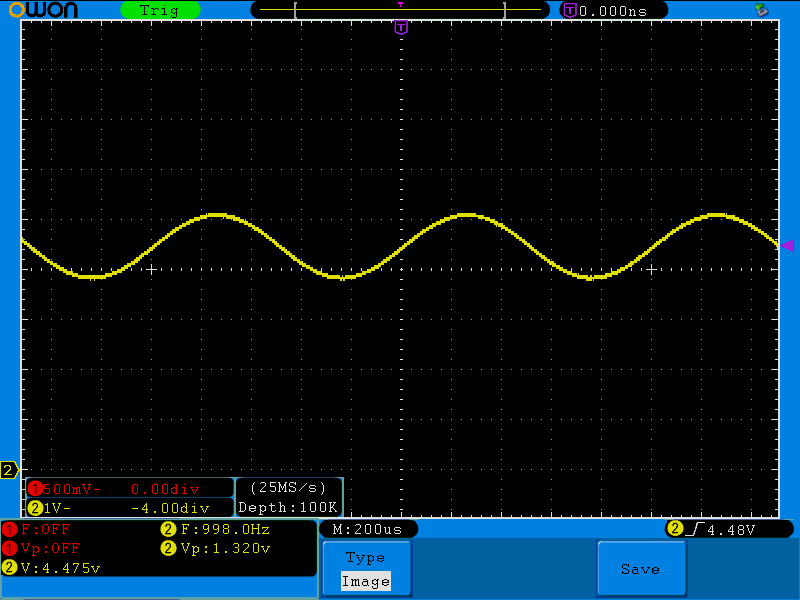 OWON Trig T 0.000ns
T
2
1 500mV- 0.00div (25MS/s)
2 1V- -4.00div Depth:100K
1 F:OFF 2 F:998.0Hz M:200us 2 4.48V
1 Vp:OFF 2 Vp:1.320v
2 V:4.475v
Type
Image
Save